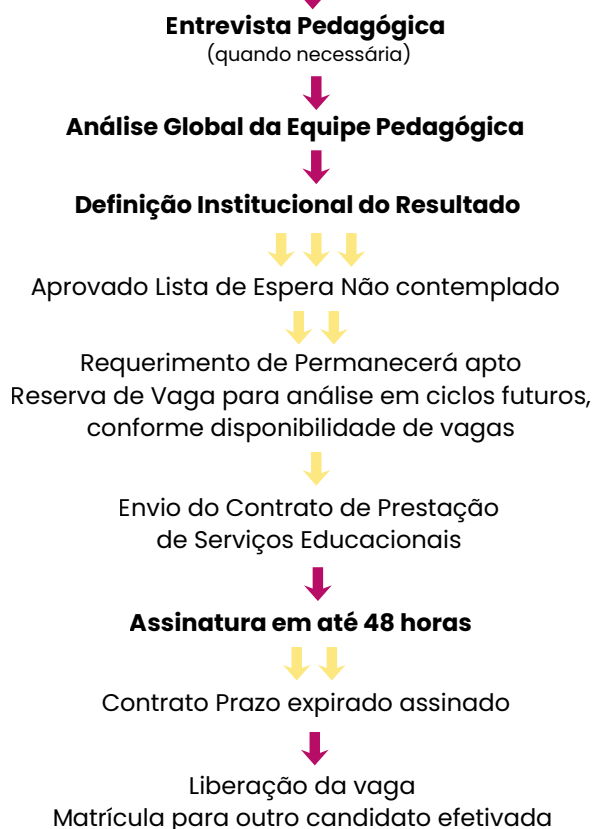 Entrevista Pedagógica
(quando necessária)
Análise Global da Equipe Pedagógica
Definição Institucional do Resultado
Aprovado Lista de Espera Não contemplado
Requerimento de Permanecerá apto
Reserva de Vaga para análise em ciclos futuros,
conforme disponibilidade de vagas
Envio do Contrato de Prestação
de Serviços Educacionais
Assinatura em até 48 horas
Contrato Prazo expirado assinado
Liberação da vaga
Matrícula para outro candidato efetivada